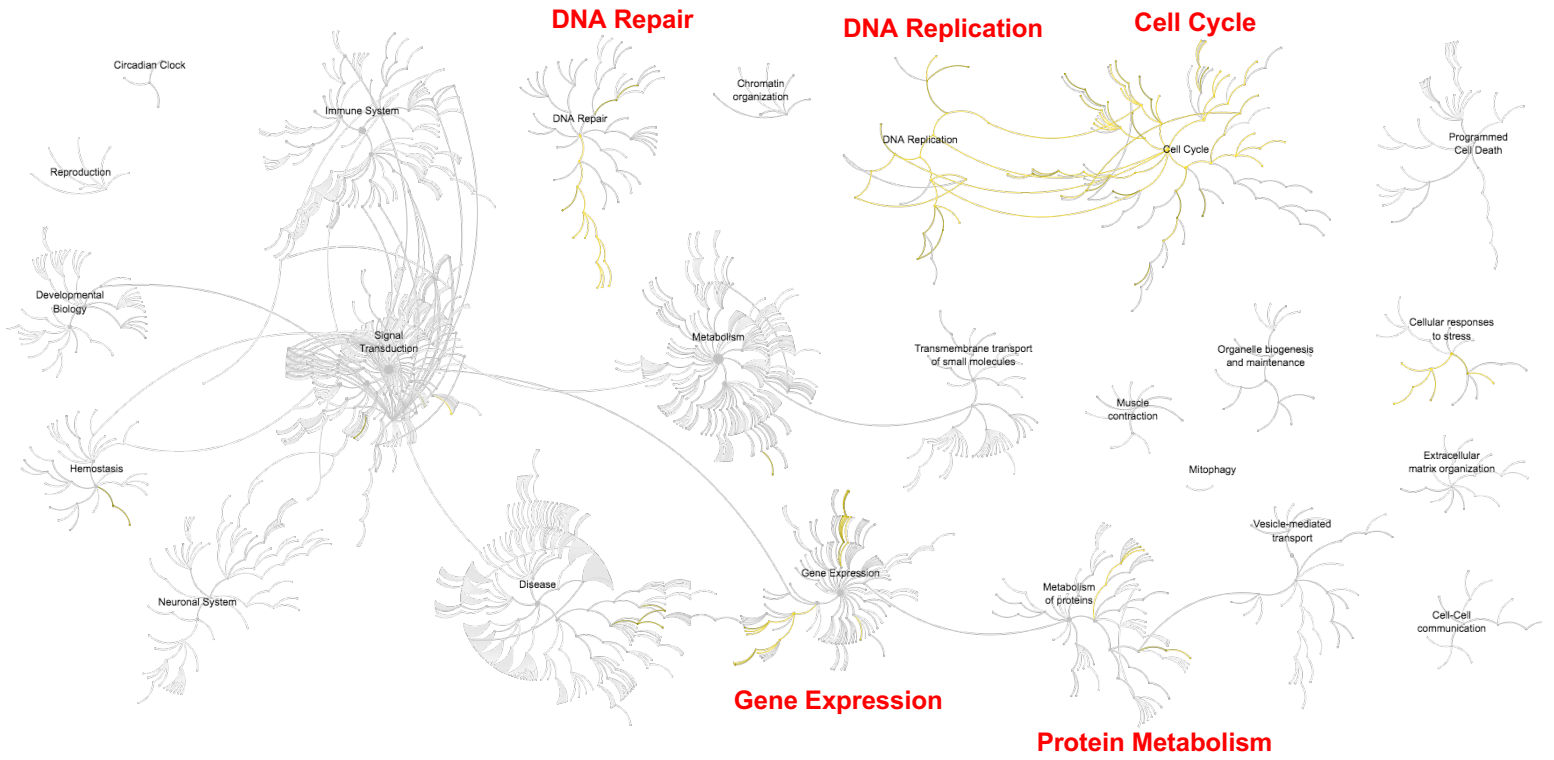 DNA Repair
DNA Replication
Cell Cycle
Circadian Clock
Immune System
DNA Repair
Chromatin
organization
DNA Replication
Cell Cycle
Programmed
Cell Death
Reproduction
Developmental
Biology
Signal
Transduction
Metabolism
Transmembrane transport
of small molecules
Organelle biogenesis
and maintenance
Cellular responses
to stress
Muscle
contraction
Hemostasis
Mitophagy
Extracellular
matrix organization
Vesicle-mediated
transport
Neuronal System
Disease
Gene Expression
Metabolism
of proteins
Cell-Cell
communication
Gene Expression
Protein Metabolism